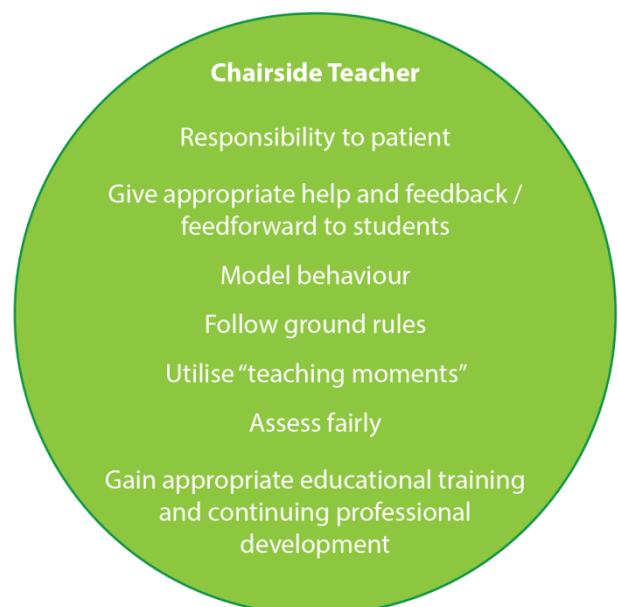 Chairside Teacher
Responsibility to patient
Give appropriate help and feedback /
feedforward to students
Model behaviour
Follow ground rules
Utilise “teaching moments”
Assess fairly
Gain appropriate educational training
and continuing professional
development